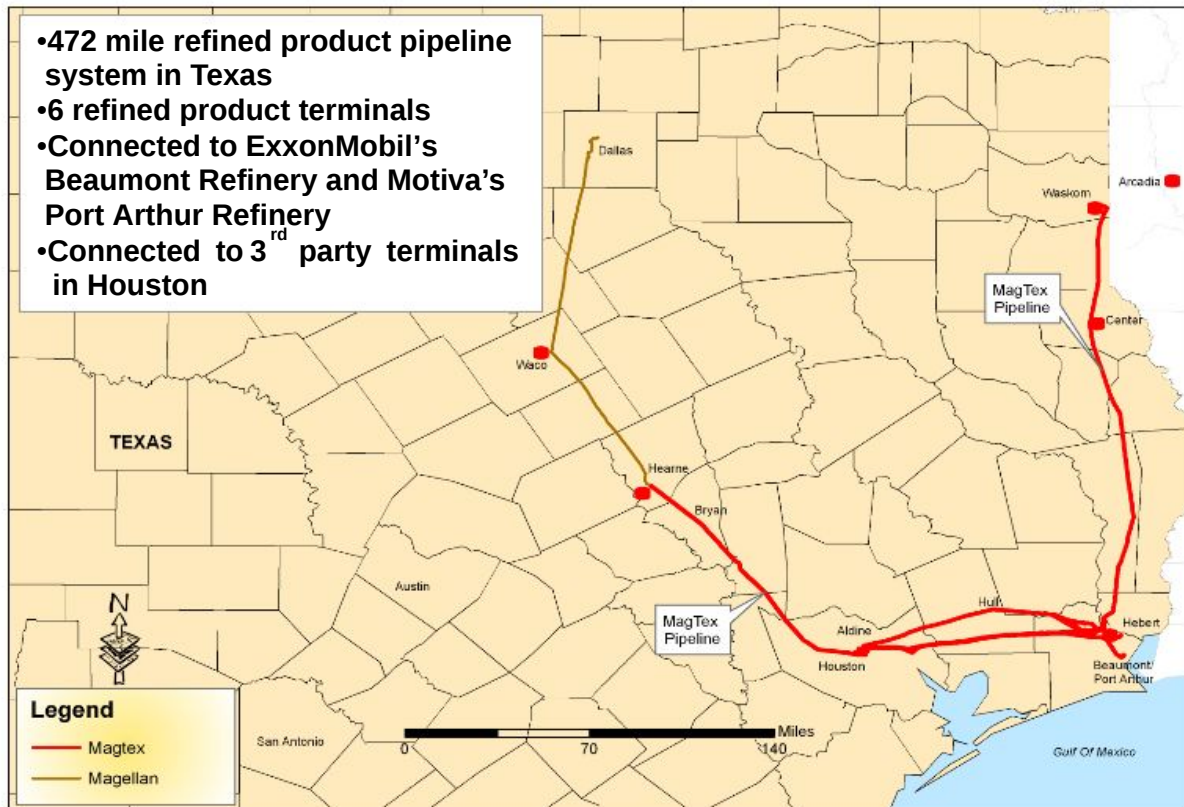 •472 mile refined product pipeline
system in Texas
•6 refined product terminals
•Connected to ExxonMobil’s
Beaumont Refinery and Motiva’s
Port Arthur Refinery
•Connected to 3rd party terminals
in Houston
Dallas
Arcadia
Waskom
MagTex
Pipeline
Center
Waco
TEXAS
Hearne
Bryan
Austin
MagTex
Pipeline
Hull
Aldine
Hebert
Houston
Beaumont/
Port Arthur
N
Legend
Magtex
Magellan
San Antonio
Miles
0 70 140
Gulf Of Mexico